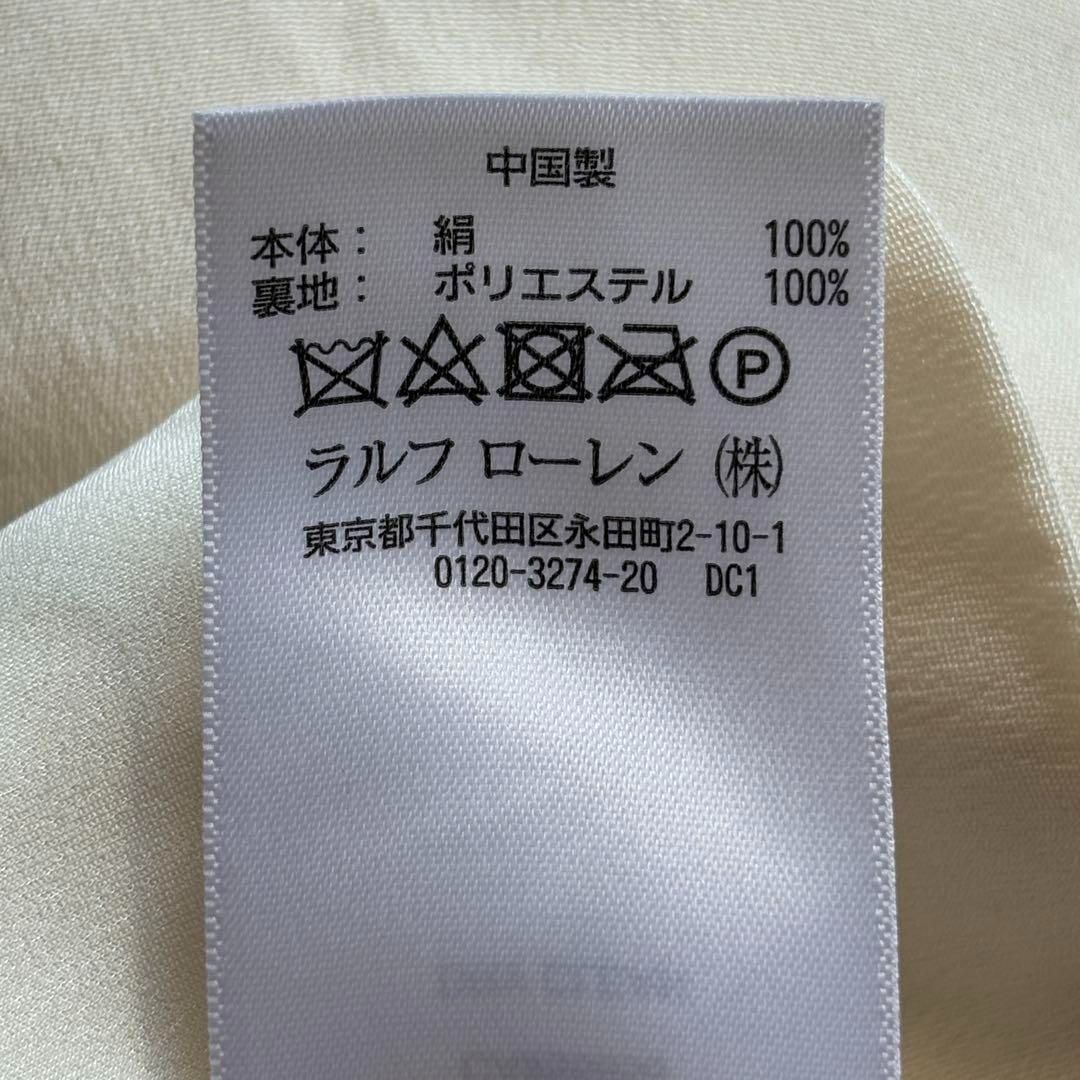 中国製
本体： 絹 100%
裏地： ポリエステル 100%
P
ラルフ ローレン (株)
東京都千代田区永田町2-10-1
0120-3274-20 DC1